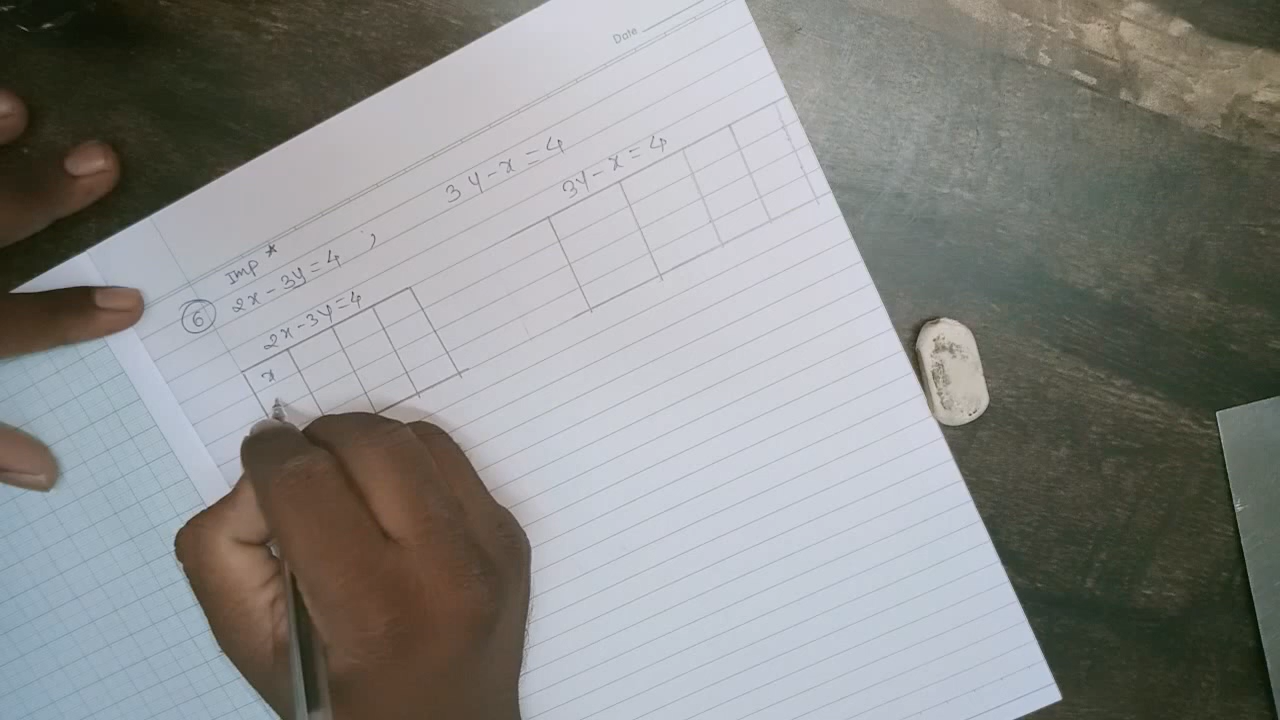 Date
Imp *
6 2x - 3y = 4 , 3y - x = 4
2x - 3y = 4 3y - x = 4
x